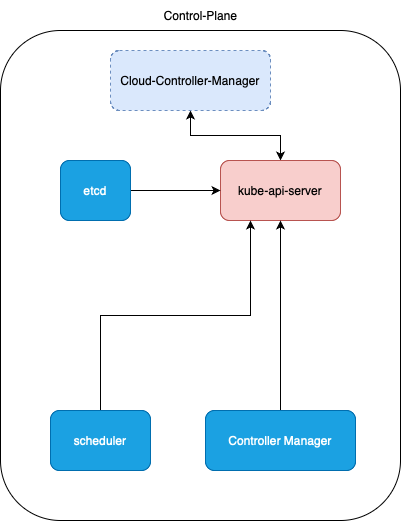 Control-Plane
Cloud-Controller-Manager
etcd
kube-api-server
scheduler
Controller Manager